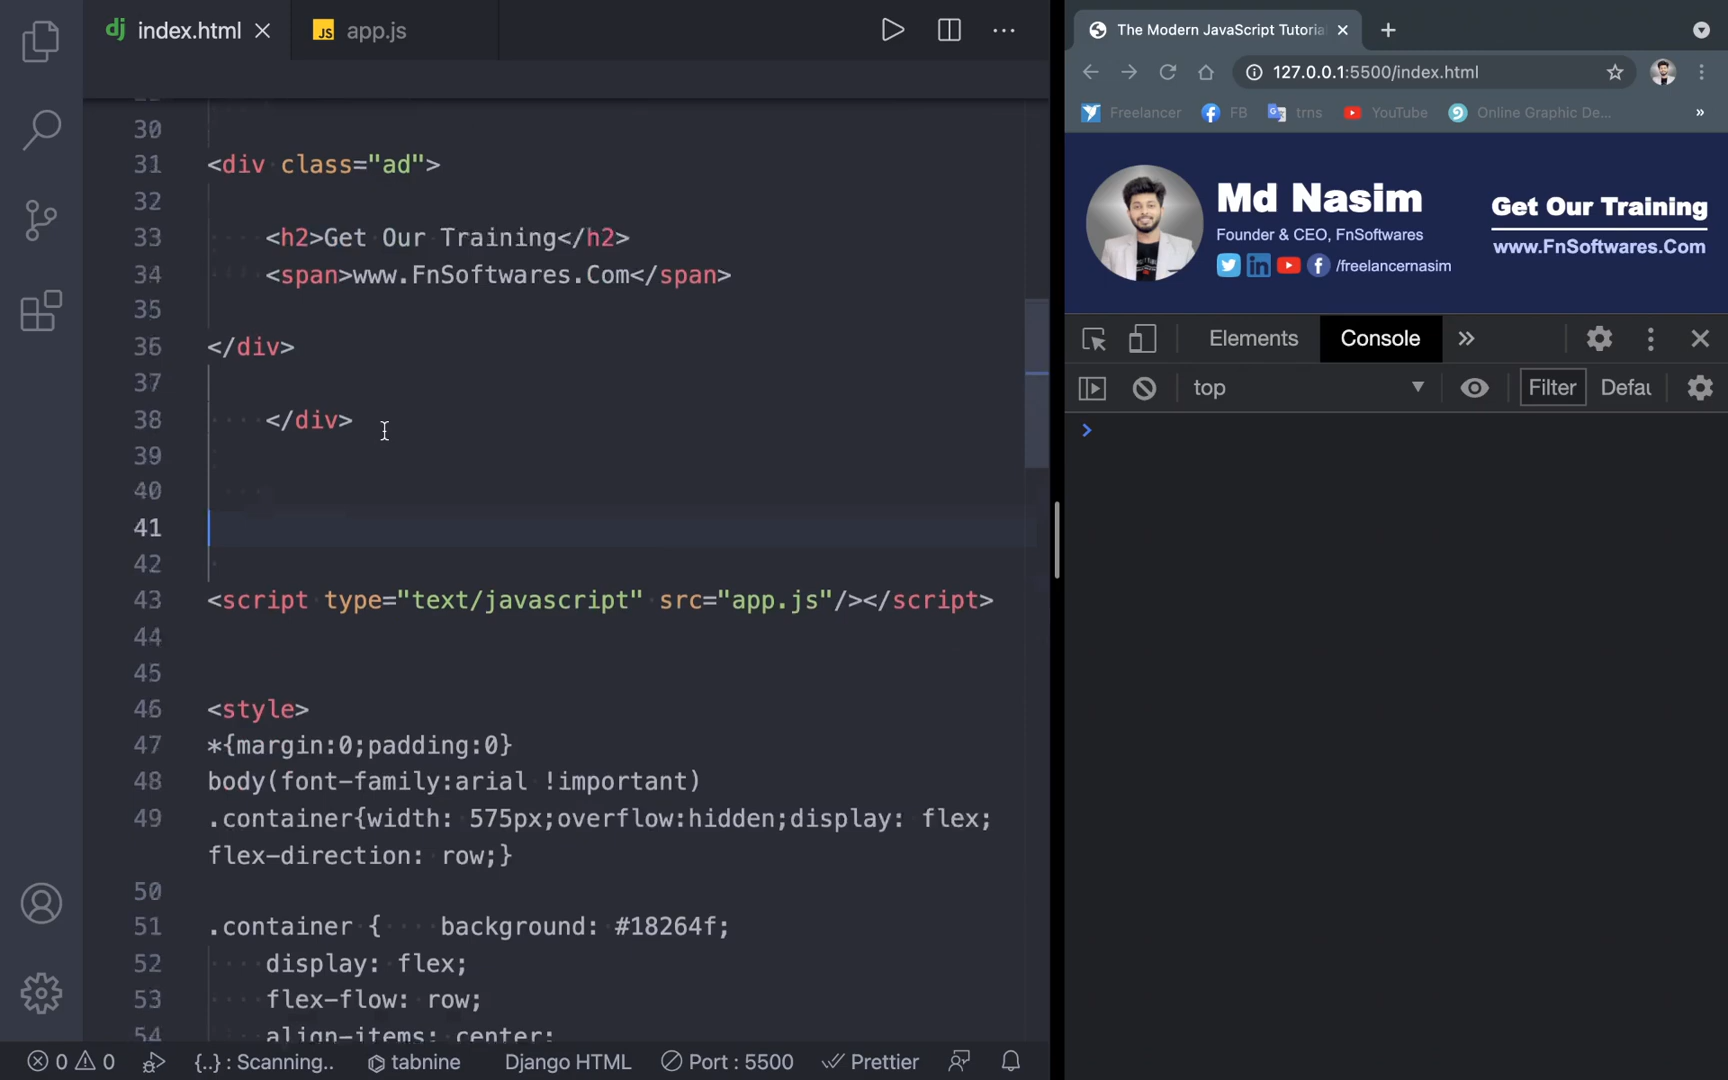 index.html
JS app.js
30
31 <div class="ad">
32
33 <h2>Get Our Training</h2>
34 <span>www.FnSoftwares.Com</span>
35
36 </div>
37
38 </div>
39
40
41
42
43 <script type="text/javascript" src="app.js"/></script>
44
45
46 <style>
47 *{margin:0;padding:0}
48 body(font-family:arial !important)
49 .container{width: 575px;overflow:hidden;display: flex;
flex-direction: row;}
50
51 .container { background: #18264f;
52 display: flex;
53 flex-flow: row;
54 align-items: center;
0 0 {..} : Scanning.. tabnine Django HTML Port : 5500 Prettier
The Modern JavaScript Tutoria
127.0.0.1:5500/index.html
Freelancer FB trns YouTube Online Graphic De... »
Md Nasim
Founder & CEO, FnSoftwares
/freelancernasim
Get Our Training
www.FnSoftwares.Com
Elements Console
top Filter Defau